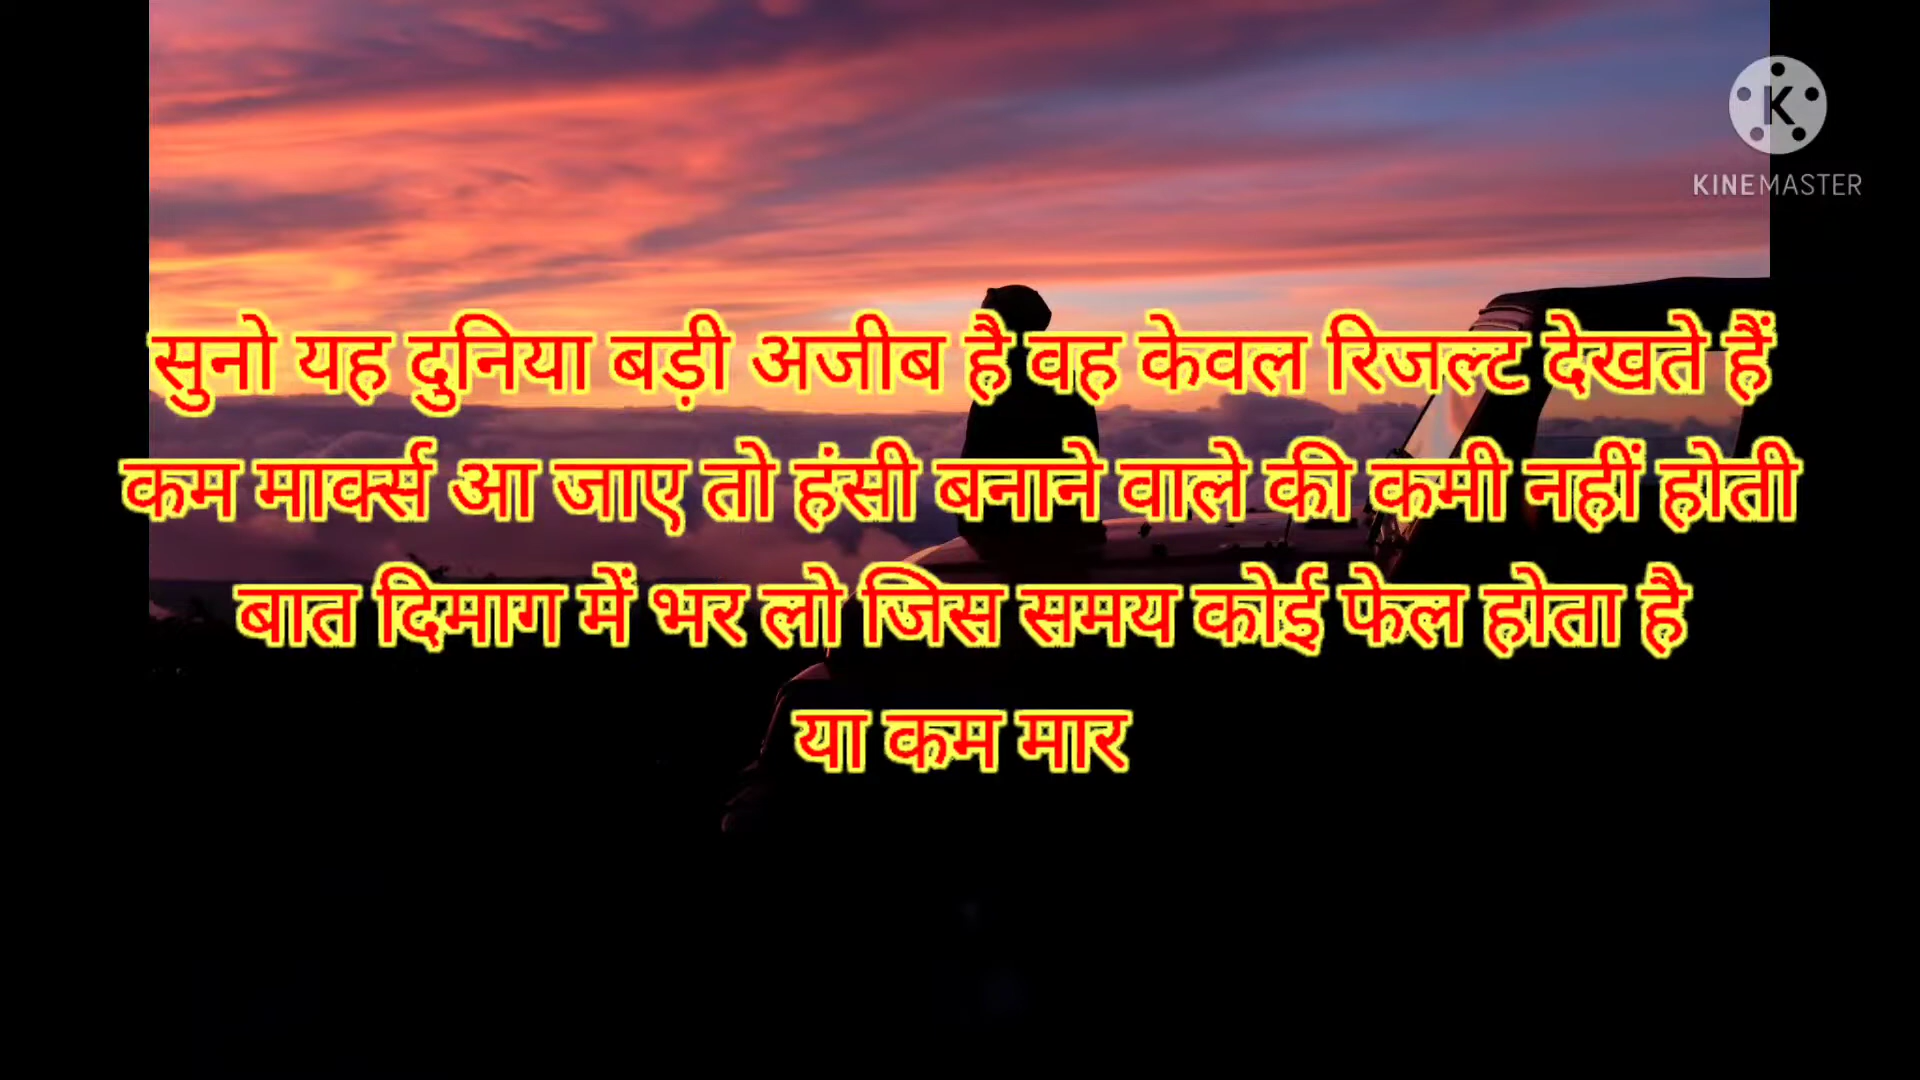 KINEMASTER
सुनो यह दुनिया बड़ी अजीब है वह केवल रिजल्ट देखते हैं
कम मार्क्स आ जाए तो हंसी बनाने वाले की कमी नहीं होती
बात दिमाग में भर लो जिस समय कोई फेल होता है
या कम मार